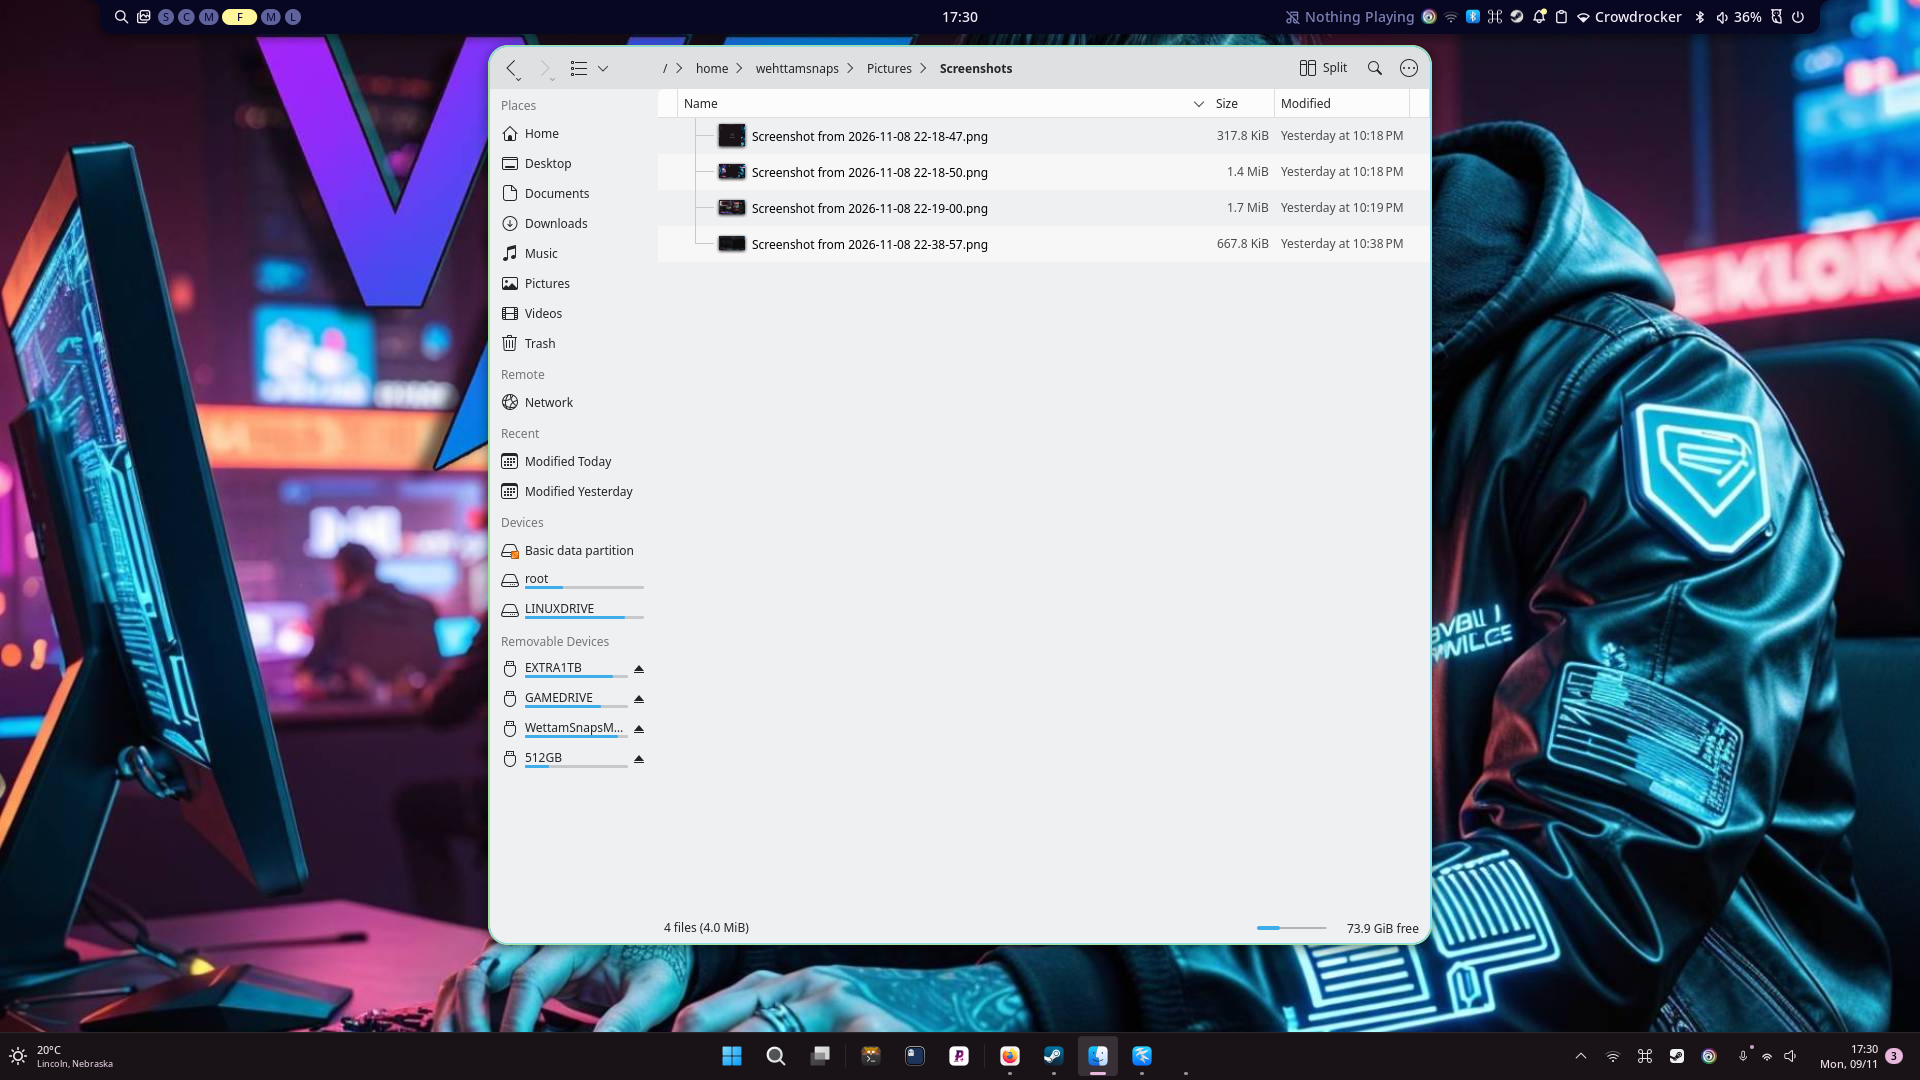 S C M F M L
17:30
Nothing Playing
Crowdrocker
36%
/ home wehttamsnaps Pictures Screenshots
Split
Places
Home
Desktop
Documents
Downloads
Music
Pictures
Videos
Trash
Remote
Network
Recent
Modified Today
Modified Yesterday
Devices
Basic data partition
root
LINUXDRIVE
Removable Devices
EXTRA1TB
GAMEDRIVE
WettamSnapsM...
512GB
Name Size Modified
Screenshot from 2026-11-08 22-18-47.png 317.8 KiB Yesterday at 10:18 PM
Screenshot from 2026-11-08 22-18-50.png 1.4 MiB Yesterday at 10:18 PM
Screenshot from 2026-11-08 22-19-00.png 1.7 MiB Yesterday at 10:19 PM
Screenshot from 2026-11-08 22-38-57.png 667.8 KiB Yesterday at 10:38 PM
4 files (4.0 MiB)
73.9 GiB free
20°C
Lincoln, Nebraska
17:30
Mon, 09/11
3